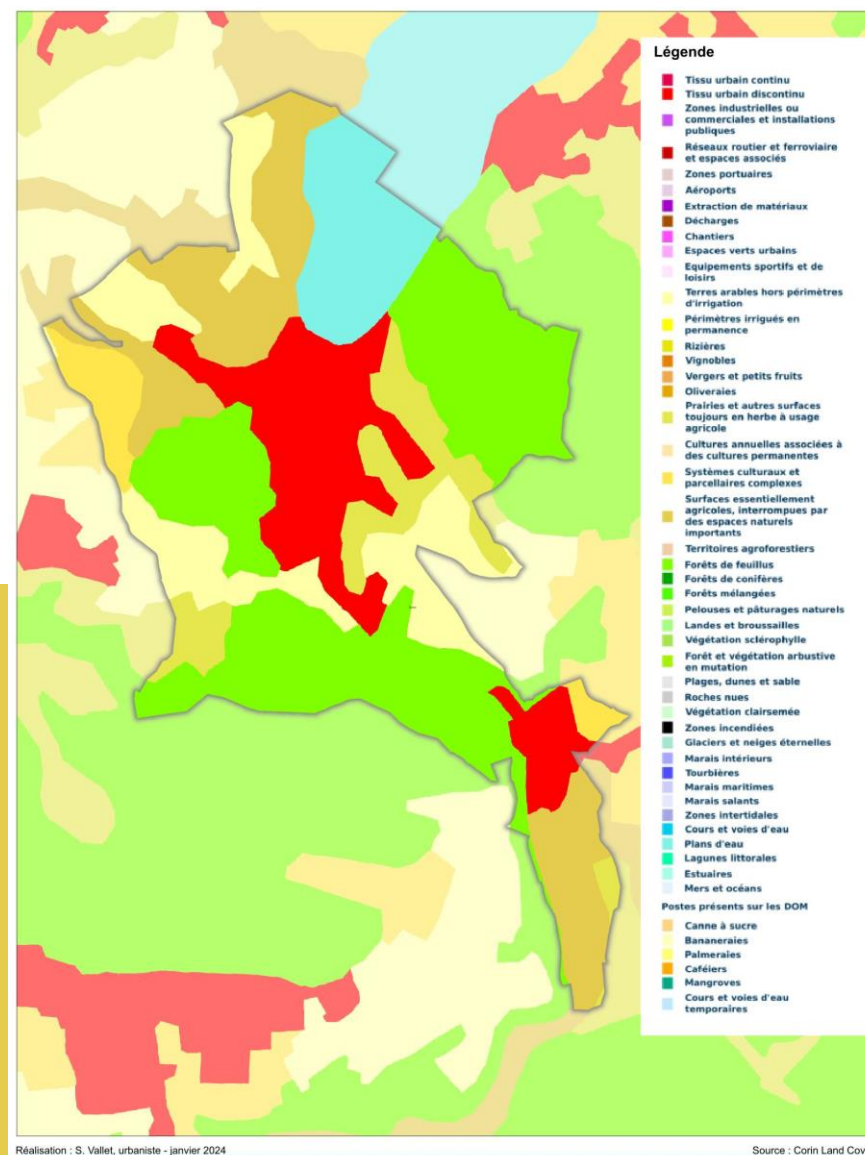 Légende
Tissu urbain continu
Tissu urbain discontinu
Zones industrielles ou
commerciales et installations
publiques
Réseaux routier et ferroviaire
et espaces associés
Zones portuaires
Aéroports
Extraction de matériaux
Décharges
Chantiers
Espaces verts urbains
Equipements sportifs et de
loisirs
Terres arables hors périmètres
d'irrigation
Périmètres irrigués en
permanence
Rizières
Vignobles
Vergers et petits fruits
Oliveraies
Prairies et autres surfaces
toujours en herbe à usage
agricole
Cultures annuelles associées à
des cultures permanentes
Systèmes culturaux et
parcellaires complexes
Surfaces essentiellement
agricoles, interrompues par
des espaces naturels
importants
Territoires agroforestiers
Forêts de feuillus
Forêts de conifères
Forêts mélangées
Pelouses et pâturages naturels
Landes et broussailles
Végétation sclérophylle
Forêt et végétation arbustive
en mutation
Plages, dunes et sable
Roches nues
Végétation clairsemée
Zones incendiées
Glaciers et neiges éternelles
Marais intérieurs
Tourbières
Marais maritimes
Marais salants
Zones intertidales
Cours et voies d'eau
Plans d'eau
Lagunes littorales
Estuaires
Mers et océans
Postes présents sur les DOM
Canne à sucre
Bananeraies
Palmeraies
Caféiers
Mangroves
Cours et voies d'eau
temporaires
Réalisation : S. Vallet, urbaniste - janvier 2024
Source : Corin Land Cov